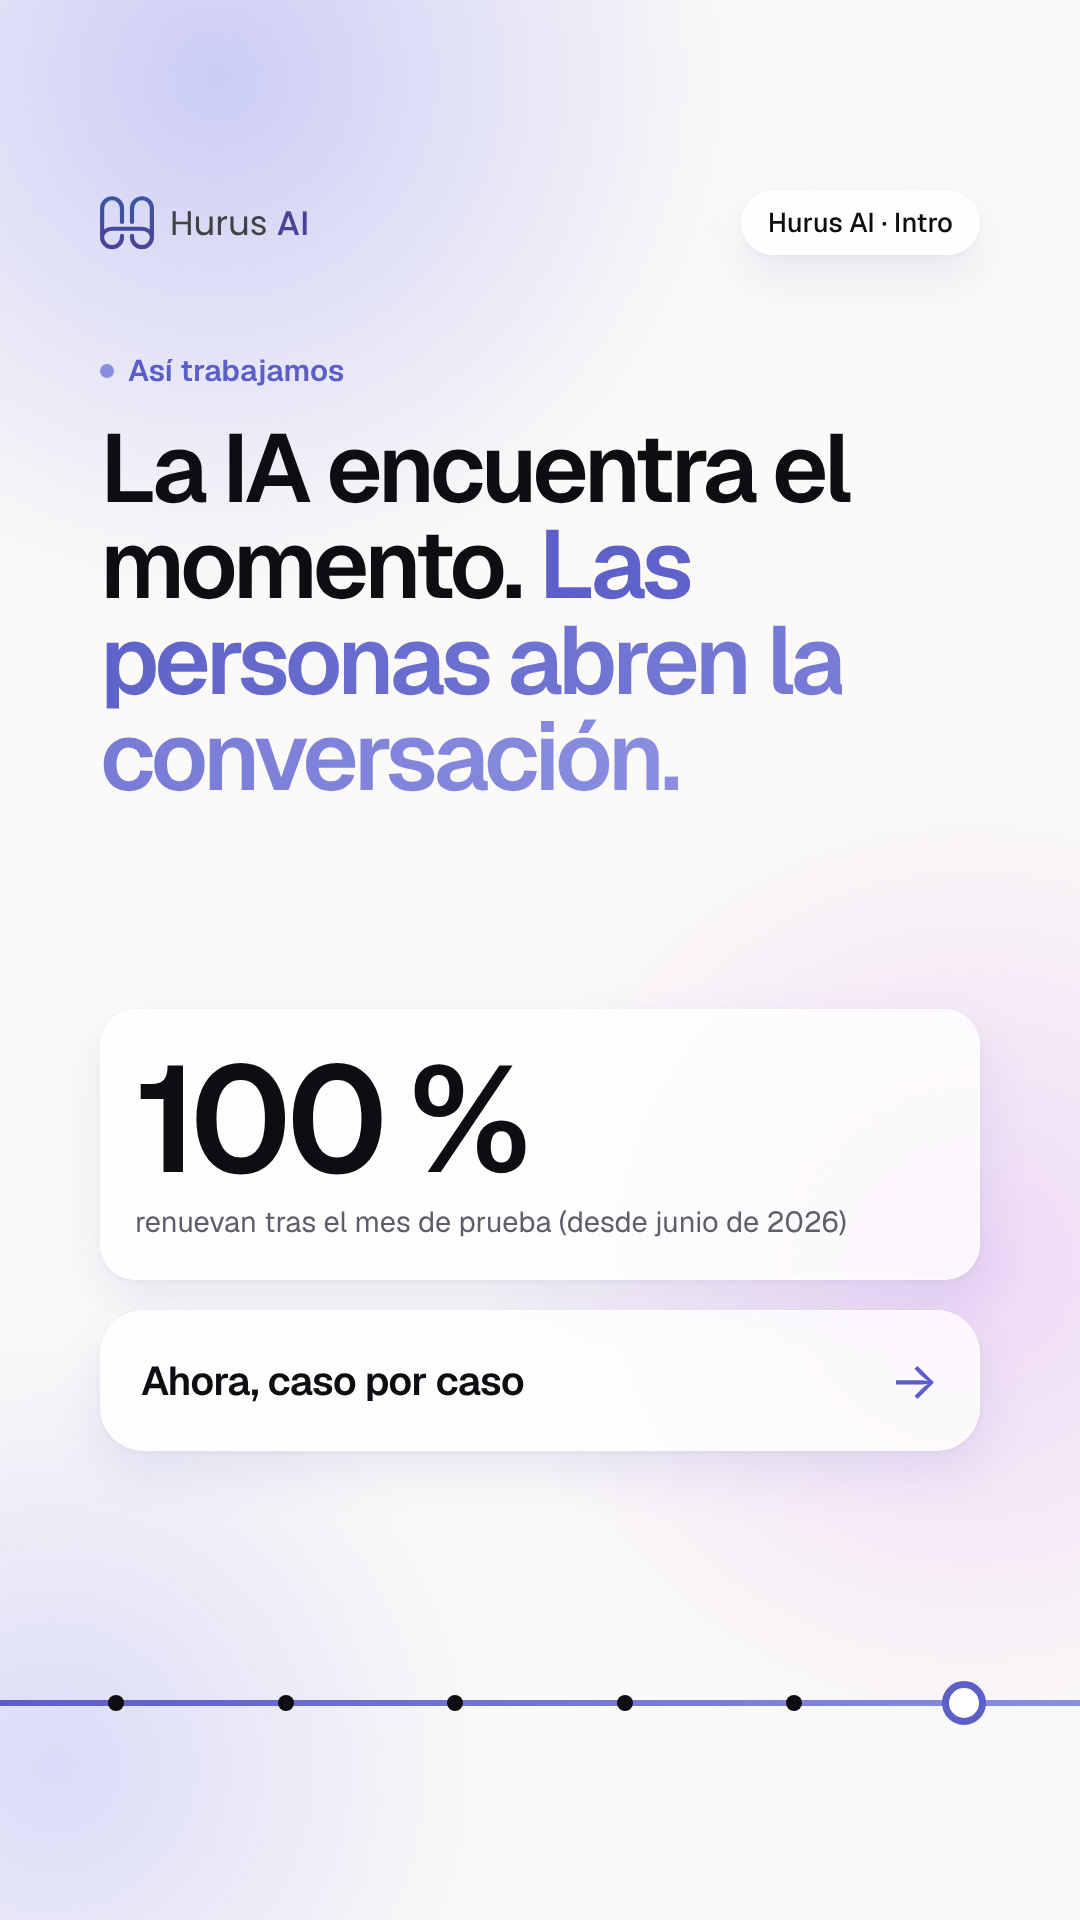 Hurus AI
Hurus AI · Intro
Así trabajamos
La IA encuentra el
momento. Las
personas abren la
conversación.
100 %
renuevan tras el mes de prueba (desde junio de 2026)
Ahora, caso por caso